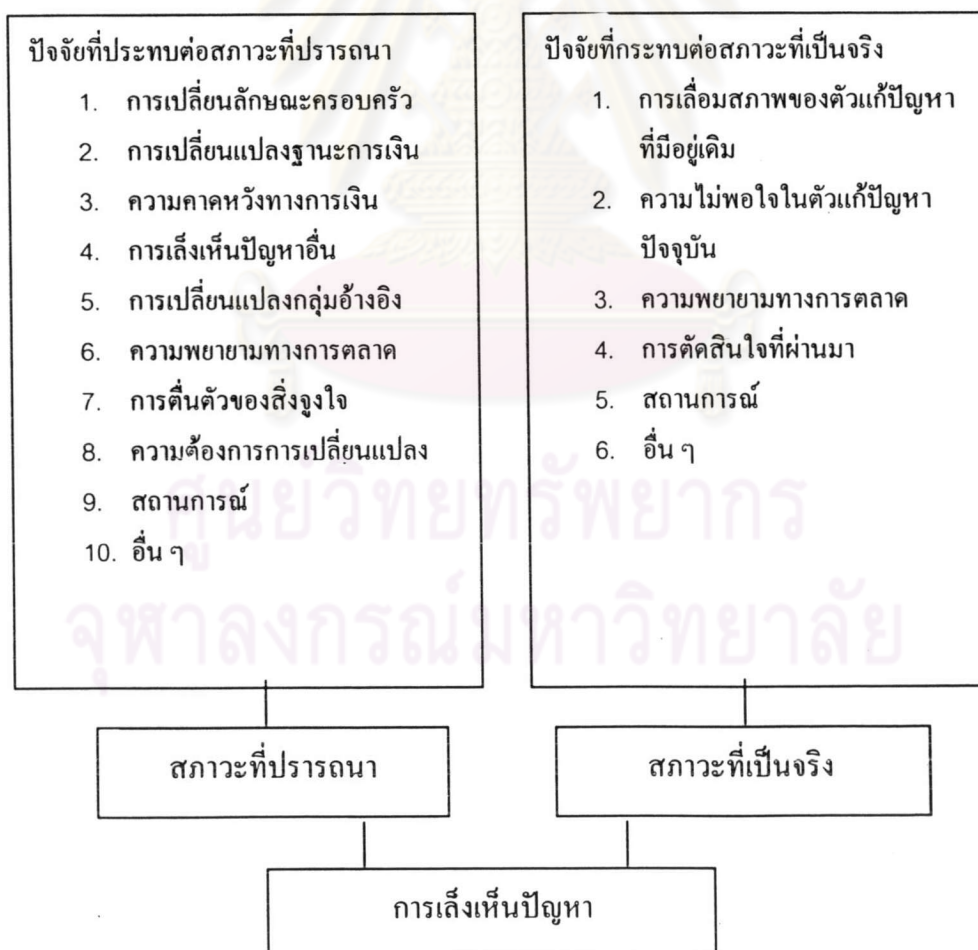 ปัจจัยที่ประทบต่อสภาวะที่ปรารถนา
1. การเปลี่ยนลักษณะครอบครัว
2. การเปลี่ยนแปลงฐานะการเงิน
3. ความคาดหวังทางการเงิน
4. การเล็งเห็นปัญหาอื่น
5. การเปลี่ยนแปลงกลุ่มอ้างอิง
6. ความพยายามทางการตลาด
7. การตื่นตัวของสิ่งจูงใจ
8. ความต้องการการเปลี่ยนแปลง
9. สถานการณ์
10. อื่น ๆ
ปัจจัยที่กระทบต่อสภาวะที่เป็นจริง
1. การเลื่อมสภาพของตัวแก้ปัญหา
ที่มีอยู่เดิม
2. ความไม่พอใจในตัวแก้ปัญหา
ปัจจุบัน
3. ความพยายามทางการตลาด
4. การตัดสินใจที่ผ่านมา
5. สถานการณ์
6. อื่น ๆ
ศูนย์วิทยทรัพยากร
จุฬาลงกรณ์มหาวิทยาลัย
สภาวะที่ปรารถนา
สภาวะที่เป็นจริง
การเล็งเห็นปัญหา